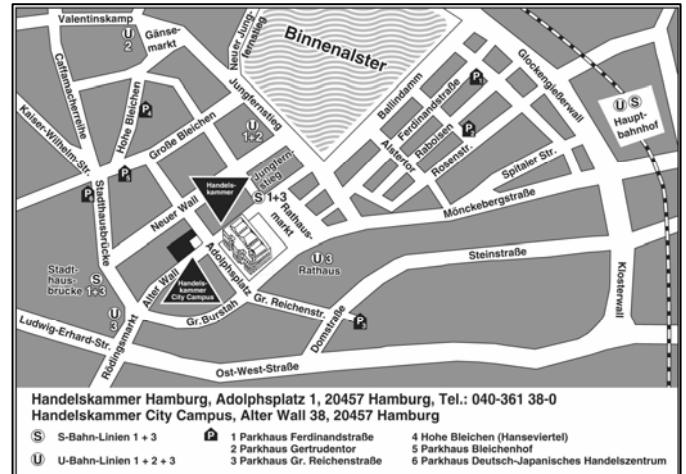 Valentinskamp
U
2
Gänse-
markt
Neuer Jung-
fernstieg
Binnenalster
Caffamacherreihe
Kaiser-Wilhelm-Str.
Hohe Bleichen
P
4
Große Bleichen
Jungfernstieg
U
1+2
Ballindamm
Ferdinandstraße
P
1
Glockengießerwall
U S
Haupt-
bahnhof
Alstertor
Raboisen
P
2
Rosenstr.
Spitaler Str.
P
5
P
6
Stadthausbrücke
Neuer Wall
Handels-
kammer
Jungfern-
stieg
S 1+3
Rathaus-
markt
Mönckebergstraße
Steinstraße
Klosterwall
U 3
Rathaus
Adolphsplatz
Alter Wall
Handels-
kammer
City Campus
Stadt-
haus-
brücke
S
1+3
U
3
Gr. Burstah
Gr. Reichenstr.
P
3
Domstraße
Ludwig-Erhard-Str.
Rödingsmarkt
Ost-West-Straße
Handelskammer Hamburg, Adolphsplatz 1, 20457 Hamburg, Tel.: 040-361 38-0
Handelskammer City Campus, Alter Wall 38, 20457 Hamburg
S S-Bahn-Linien 1 + 3
U U-Bahn-Linien 1 + 2 + 3
P 1 Parkhaus Ferdinandstraße
2 Parkhaus Gertrudentor
3 Parkhaus Gr. Reichenstraße
4 Hohe Bleichen (Hanseviertel)
5 Parkhaus Bleichenhof
6 Parkhaus Deutsch-Japanisches Handelszentrum